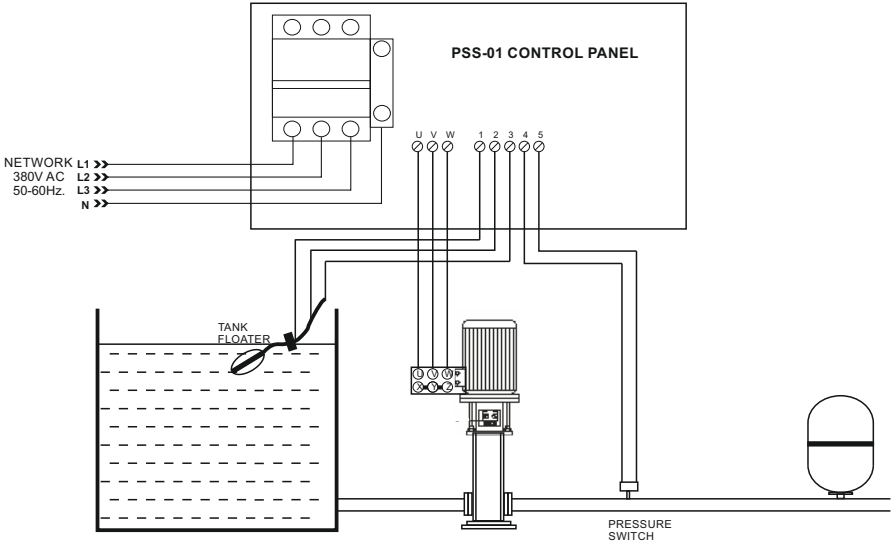 PSS-01 CONTROL PANEL
U V W 1 2 3 4 5
NETWORK L1
380V AC L2
50-60Hz. L3
N
TANK
FLOATER
U V W
X Y Z
PRESSURE
SWITCH